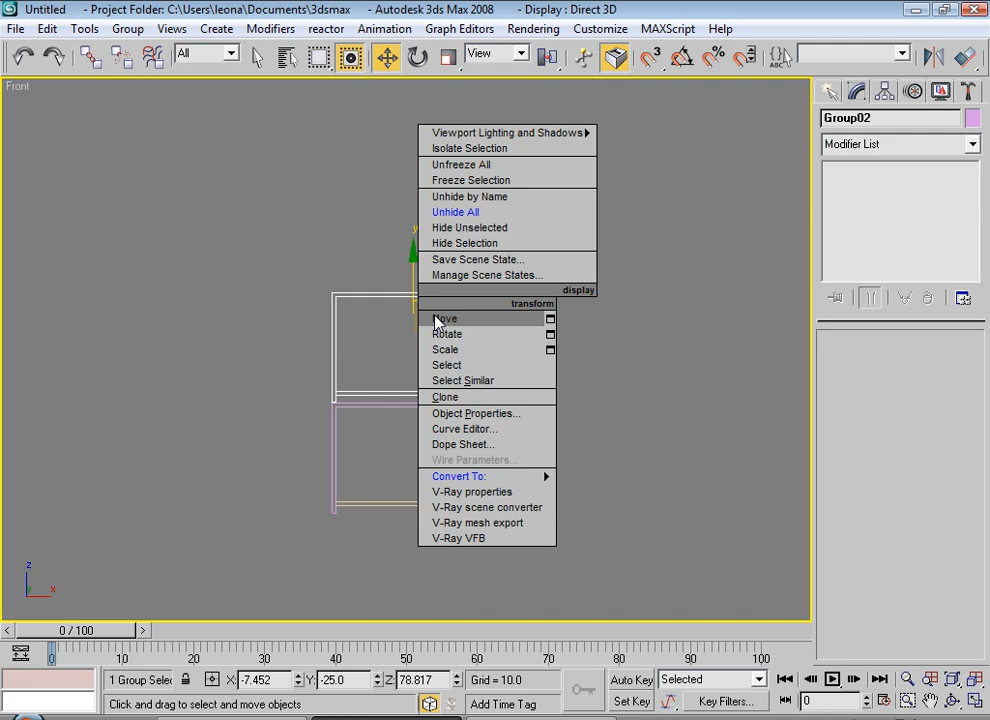 Untitled - Project Folder: C:\Users\leona\Documents\3dsmax - Autodesk 3ds Max 2008 - Display : Direct 3D
File Edit Tools Group Views Create Modifiers reactor Animation Graph Editors Rendering Customize MAXScript Help
All View
Front
Group02
Modifier List
Viewport Lighting and Shadows
Isolate Selection
Unfreeze All
Freeze Selection
Unhide by Name
Unhide All
Hide Unselected
Hide Selection
Save Scene State...
Manage Scene States...
display
transform
Move
Rotate
Scale
Select
Select Similar
Clone
Object Properties...
Curve Editor...
Dope Sheet...
Wire Parameters...
Convert To:
V-Ray properties
V-Ray scene converter
V-Ray mesh export
V-Ray VFB
y
z
y x
< 0 / 100 >
0 10 20 30 40 50 60 70 80 90 100
1 Group Selec X: -7.452 Y: -25.0 Z: 78.817 Grid = 10.0 Auto Key Selected
Click and drag to select and move objects Add Time Tag Set Key Key Filters... 0